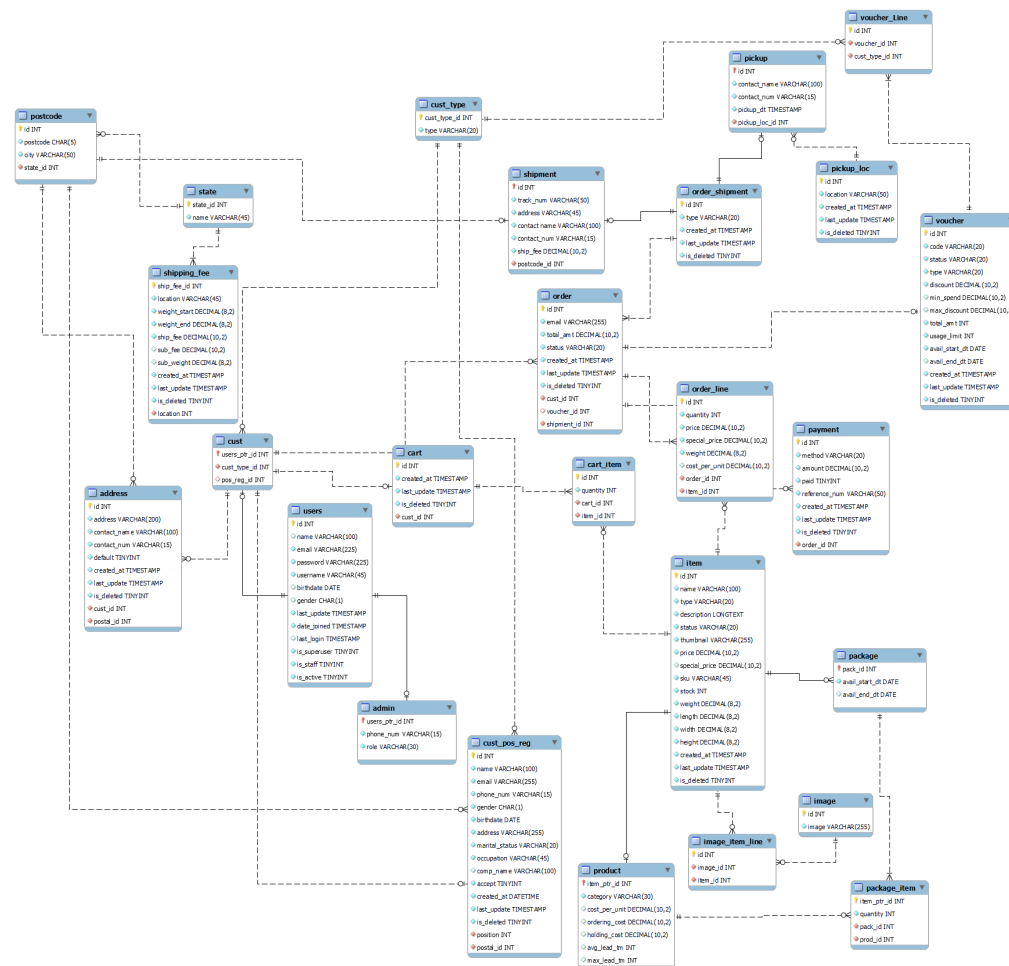 voucher_Line
id INT
voucher_id INT
cust_type_id INT
pickup
id INT
contact_name VARCHAR(100)
contact_num VARCHAR(15)
pickup_dt TIMESTAMP
pickup_loc_id INT
cust_type
cust_type_id INT
type VARCHAR(20)
postcode
id INT
postcode CHAR(5)
city VARCHAR(50)
state_id INT
pickup_loc
id INT
location VARCHAR(50)
created_at TIMESTAMP
last_update TIMESTAMP
is_deleted TINYINT
shipment
id INT
track_num VARCHAR(50)
address VARCHAR(45)
contact name VARCHAR(100)
contact_num VARCHAR(15)
ship_fee DECIMAL(10,2)
postcode_id INT
order_shipment
id INT
type VARCHAR(20)
created_at TIMESTAMP
last_update TIMESTAMP
is_deleted TINYINT
state
state_id INT
name VARCHAR(45)
voucher
id INT
code VARCHAR(20)
status VARCHAR(20)
type VARCHAR(20)
discount DECIMAL(10,2)
min_spend DECIMAL(10,2)
max_discount DECIMAL(10,2)
total_amt INT
usage_limit INT
avail_start_dt DATE
avail_end_dt DATE
created_at TIMESTAMP
last_update TIMESTAMP
is_deleted TINYINT
shipping_fee
ship_fee_id INT
location VARCHAR(45)
weight_start DECIMAL(8,2)
weight_end DECIMAL(8,2)
ship_fee DECIMAL(10,2)
sub_fee DECIMAL(10,2)
sub_weight DECIMAL(8,2)
created_at TIMESTAMP
last_update TIMESTAMP
is_deleted TINYINT
location INT
order
id INT
email VARCHAR(255)
total_amt DECIMAL(10,2)
status VARCHAR(20)
created_at TIMESTAMP
last_update TIMESTAMP
is_deleted TINYINT
cust_id INT
voucher_id INT
shipment_id INT
order_line
id INT
quantity INT
price DECIMAL(10,2)
special_price DECIMAL(10,2)
weight DECIMAL(8,2)
cost_per_unit DECIMAL(10,2)
order_id INT
item_id INT
payment
id INT
method VARCHAR(20)
amount DECIMAL(10,2)
paid TINYINT
reference_num VARCHAR(50)
created_at TIMESTAMP
last_update TIMESTAMP
is_deleted TINYINT
order_id INT
cust
users_ptr_id INT
cust_type_id INT
pos_reg_id INT
cart
id INT
created_at TIMESTAMP
last_update TIMESTAMP
is_deleted TINYINT
cust_id INT
cart_item
id INT
quantity INT
cart_id INT
item_id INT
address
id INT
address VARCHAR(200)
contact_name VARCHAR(100)
contact_num VARCHAR(15)
default TINYINT
created_at TIMESTAMP
last_update TIMESTAMP
is_deleted TINYINT
cust_id INT
postal_id INT
users
id INT
name VARCHAR(100)
email VARCHAR(225)
password VARCHAR(225)
username VARCHAR(45)
birthdate DATE
gender CHAR(1)
last_update TIMESTAMP
date_joined TIMESTAMP
last_login TIMESTAMP
is_superuser TINYINT
is_staff TINYINT
is_active TINYINT
item
id INT
name VARCHAR(100)
type VARCHAR(20)
description LONGTEXT
status VARCHAR(20)
thumbnail VARCHAR(255)
price DECIMAL(10,2)
special_price DECIMAL(10,2)
sku VARCHAR(45)
stock INT
weight DECIMAL(8,2)
length DECIMAL(8,2)
width DECIMAL(8,2)
height DECIMAL(8,2)
created_at TIMESTAMP
last_update TIMESTAMP
is_deleted TINYINT
package
pack_id INT
avail_start_dt DATE
avail_end_dt DATE
admin
users_ptr_id INT
phone_num VARCHAR(15)
role VARCHAR(30)
cust_pos_reg
id INT
name VARCHAR(100)
email VARCHAR(255)
phone_num VARCHAR(15)
gender CHAR(1)
birthdate DATE
address VARCHAR(255)
marital_status VARCHAR(20)
occupation VARCHAR(45)
comp_name VARCHAR(100)
accept TINYINT
created_at DATETIME
last_update TIMESTAMP
is_deleted TINYINT
position INT
postal_id INT
image
id INT
image VARCHAR(255)
image_item_line
id INT
image_id INT
item_id INT
product
item_ptr_id INT
category VARCHAR(30)
cost_per_unit DECIMAL(10,2)
ordering_cost DECIMAL(10,2)
holding_cost DECIMAL(10,2)
avg_lead_tm INT
max_lead_tm INT
package_item
item_ptr_id INT
quantity INT
pack_id INT
prod_id INT